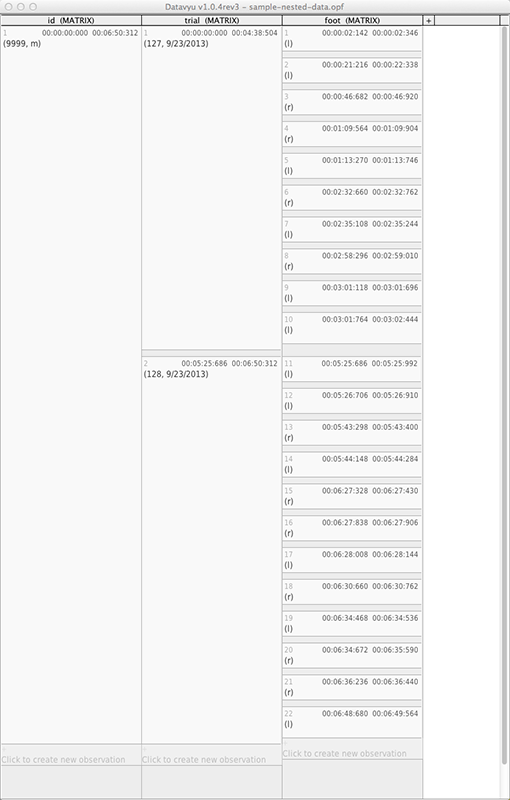 Datavyu v1.0.4rev3 – sample-nested-data.opf
id (MATRIX) trial (MATRIX) foot (MATRIX) +
1 00:00:00:000 00:06:50:312
(9999, m)
1 00:00:00:000 00:04:38:504
(127, 9/23/2013)
2 00:05:25:686 00:06:50:312
(128, 9/23/2013)
1 00:00:02:142 00:00:02:346
(l)
2 00:00:21:216 00:00:22:338
(l)
3 00:00:46:682 00:00:46:920
(r)
4 00:01:09:564 00:01:09:904
(r)
5 00:01:13:270 00:01:13:746
(l)
6 00:02:32:660 00:02:32:762
(r)
7 00:02:35:108 00:02:35:244
(l)
8 00:02:58:296 00:02:59:010
(r)
9 00:03:01:118 00:03:01:696
(l)
10 00:03:01:764 00:03:02:444
(l)
11 00:05:25:686 00:05:25:992
(l)
12 00:05:26:706 00:05:26:910
(l)
13 00:05:43:298 00:05:43:400
(r)
14 00:05:44:148 00:05:44:284
(l)
15 00:06:27:328 00:06:27:430
(r)
16 00:06:27:838 00:06:27:906
(r)
17 00:06:28:008 00:06:28:144
(l)
18 00:06:30:660 00:06:30:762
(r)
19 00:06:34:468 00:06:34:536
(l)
20 00:06:34:672 00:06:35:590
(r)
21 00:06:36:236 00:06:36:440
(r)
22 00:06:48:680 00:06:49:564
(l)
Click to create new observation
Click to create new observation
Click to create new observation